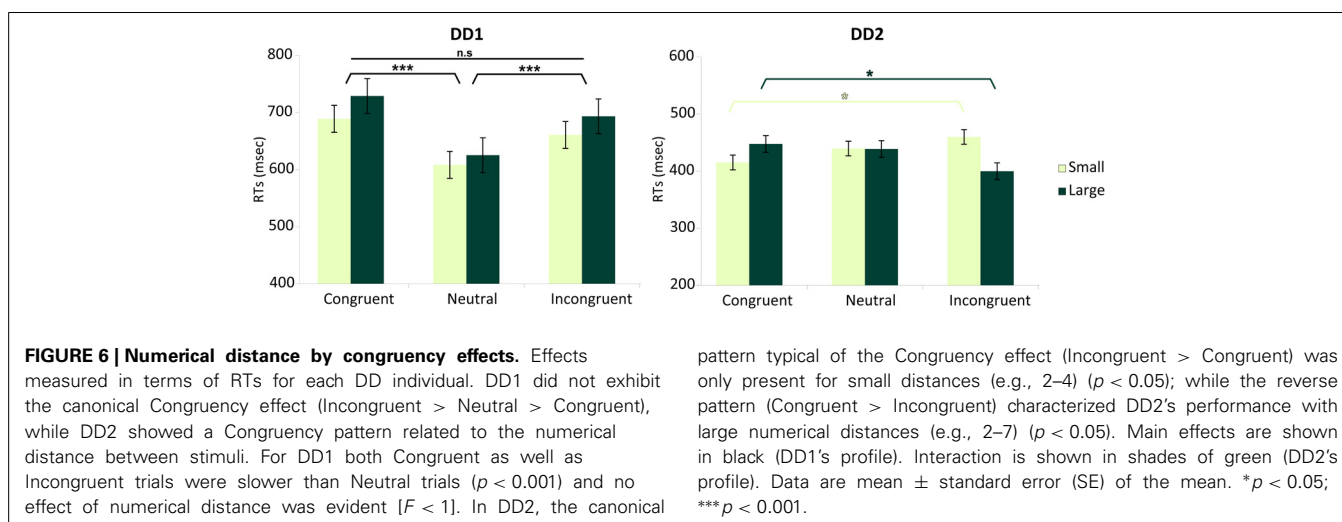 DD1
n.s
***
***
800
700
600
500
400
RTs (msec)
Congruent
Neutral
Incongruent
DD2
*
*
600
500
400
300
200
RTs (msec)
Congruent
Neutral
Incongruent
Small
Large
FIGURE 6 | Numerical distance by congruency effects. Effects
measured in terms of RTs for each DD individual. DD1 did not exhibit
the canonical Congruency effect (Incongruent > Neutral > Congruent),
while DD2 showed a Congruency pattern related to the numerical
distance between stimuli. For DD1 both Congruent as well as
Incongruent trials were slower than Neutral trials (p < 0.001) and no
effect of numerical distance was evident [F < 1]. In DD2, the canonical
pattern typical of the Congruency effect (Incongruent > Congruent) was
only present for small distances (e.g., 2–4) (p < 0.05); while the reverse
pattern (Congruent > Incongruent) characterized DD2's performance with
large numerical distances (e.g., 2–7) (p < 0.05). Main effects are shown
in black (DD1's profile). Interaction is shown in shades of green (DD2's
profile). Data are mean ± standard error (SE) of the mean. *p < 0.05;
***p < 0.001.